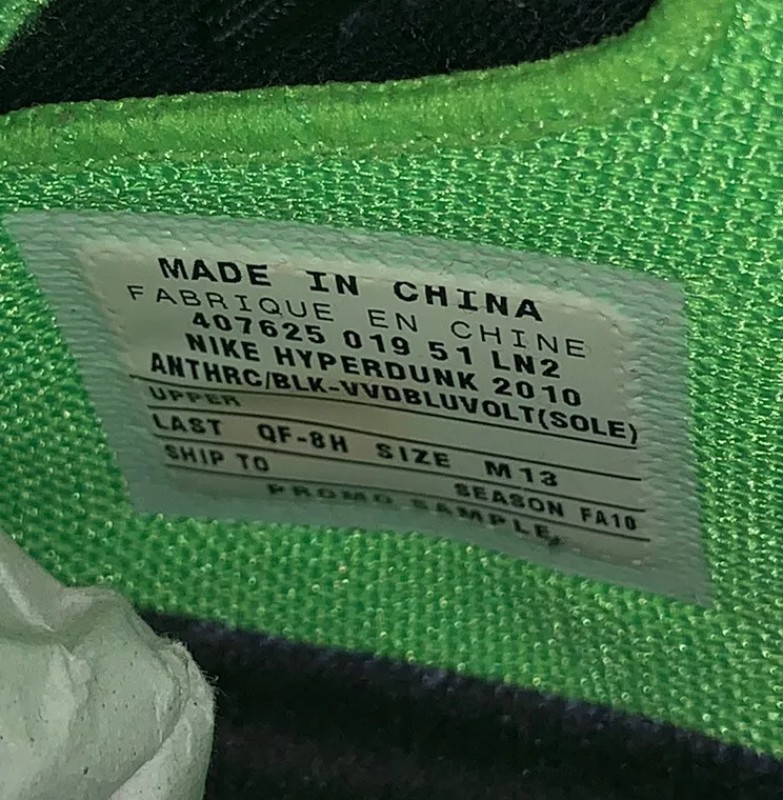 MADE IN CHINA
FABRIQUE EN CHINE
407625 019 51 LN2
NIKE HYPERDUNK 2010
ANTHRC/BLK-VVDBLUVOLT(SOLE)
UPPER
LAST QF-8H SIZE M13
SHIP TO SEASON FA10
PROMO SAMPLE